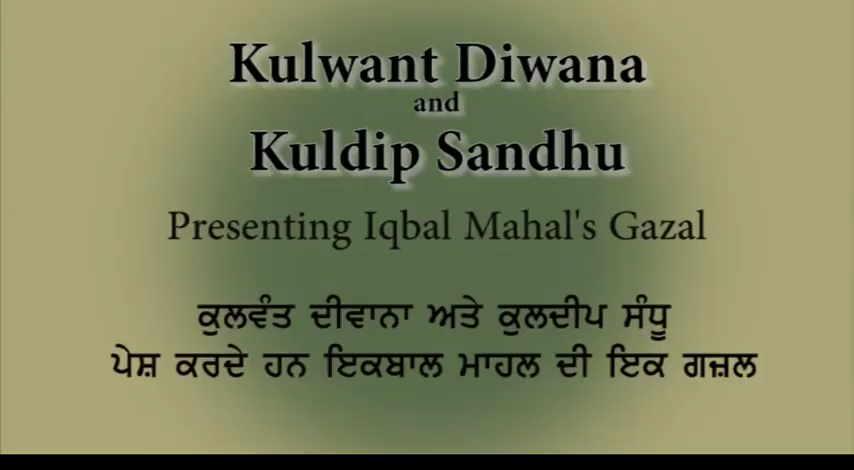 Kulwant Diwana
and
Kuldip Sandhu
Presenting Iqbal Mahal's Gazal
ਕੁਲਵੰਤ ਦੀਵਾਨਾ ਅਤੇ ਕੁਲਦੀਪ ਸੰਧੂ
ਪੇਸ਼ ਕਰਦੇ ਹਨ ਇਕਬਾਲ ਮਾਹਲ ਦੀ ਇਕ ਗਜ਼ਲ